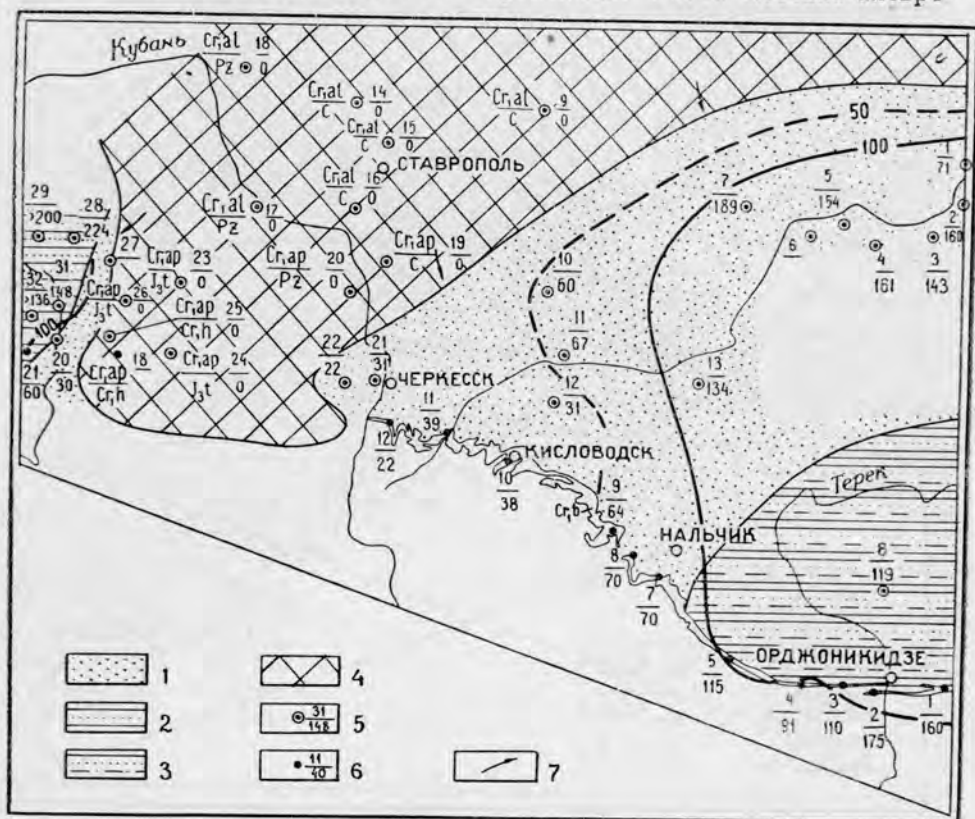 Кубань
Cr₁al 18
Pz 0
Cr₁al 14
C 0
Cr₁al 15
C 0
Cr₁al 9
C 0
СТАВРОПОЛЬ
Cr₁al 16
C 0
Cr₁al 17
Pz 0
Cr₁ap 19
C 0
Cr₁ap 20
Pz 0
Cr₁ap 23
J₃t 0
Cr₁ap 26
J₃t 0
Cr₁ap 25
Cr₁h 0
Cr₁ap 18
Cr₁h
Cr₁ap 24
J₃t 0
29
>200
28
224
27
31
148
32
>136
100
21
60
20
30
22
22
21
31
ЧЕРКЕССК
50
100
1
71
2
160
3
143
4
161
5
154
6
7
189
10
60
11
67
12
31
13
134
12
22
11
39
КИСЛОВОДСК
10
38
Cr₁б
9
64
8
70
7
70
НАЛЬЧИК
Терек
8
119
5
115
ОРДЖОНИКИДЗЕ
4
91
3
110
2
175
1
160
1
2
3
4
31
148
5
11
40
6
7